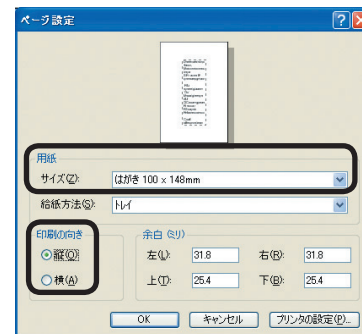 ページ設定
用紙
サイズ(Z): はがき 100 x 148mm
給紙方法(S): トレイ
印刷の向き
縦(O)
横(A)
余白 (ミリ)
左(L): 31.8 右(R): 31.8
上(T): 25.4 下(B): 25.4
OK キャンセル プリンタの設定(P)...